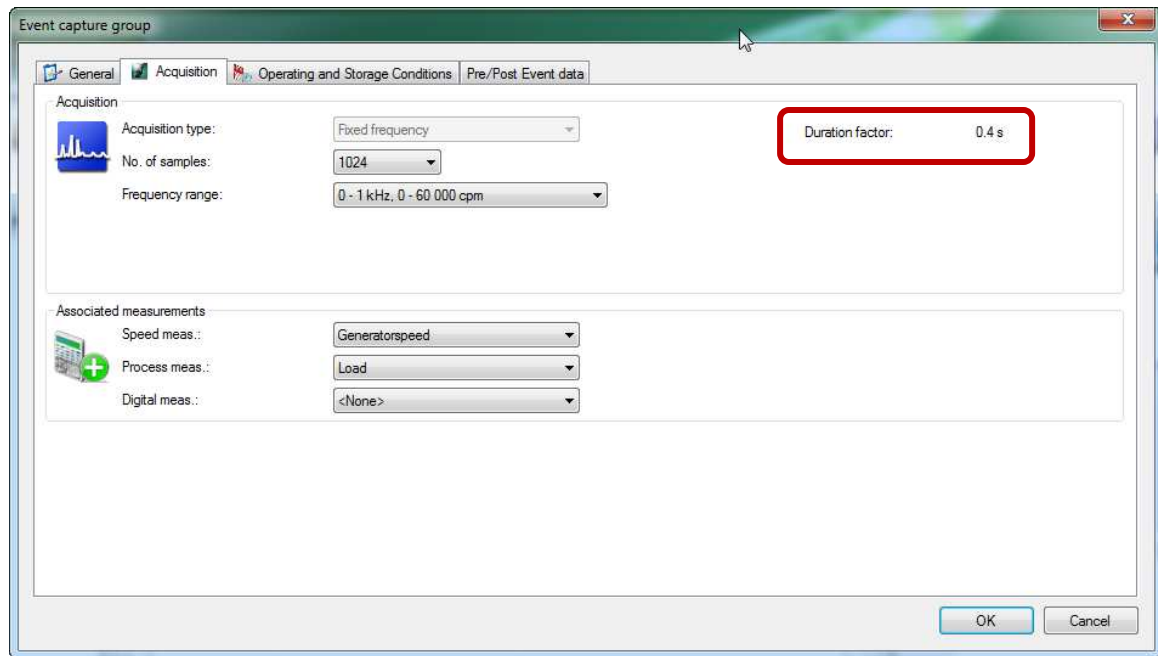 Event capture group
General Acquisition Operating and Storage Conditions Pre/Post Event data
Acquisition
Acquisition type: Fixed frequency Duration factor: 0.4 s
No. of samples: 1024
Frequency range: 0 - 1 kHz, 0 - 60 000 cpm
Associated measurements
Speed meas.: Generatorspeed
Process meas.: Load
Digital meas.: <None>
OK Cancel